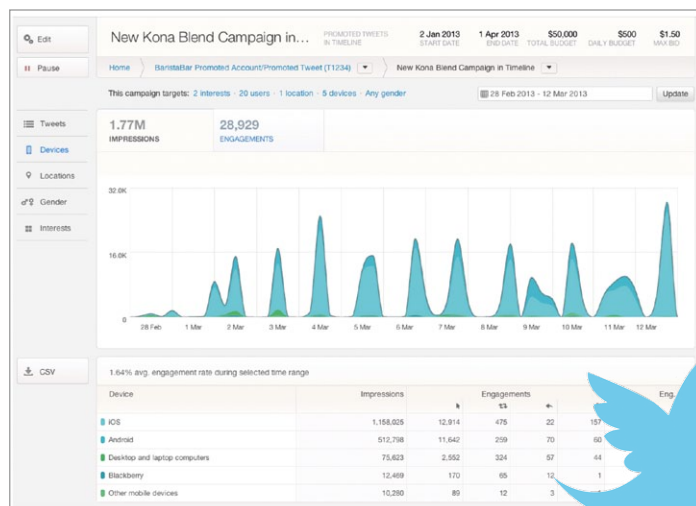 Edit
Pause
New Kona Blend Campaign in...
PROMOTED TWEETS
IN TIMELINE
2 Jan 2013
START DATE
1 Apr 2013
END DATE
$50,000
TOTAL BUDGET
$500
DAILY BUDGET
$1.50
MAX BID
Home
BaristaBar Promoted Account/Promoted Tweet (T1234)
New Kona Blend Campaign in Timeline
This campaign targets: 2 interests · 20 users · 1 location · 5 devices · Any gender
28 Feb 2013 - 12 Mar 2013
Update
Tweets
Devices
Locations
Gender
Interests
1.77M
IMPRESSIONS
28,929
ENGAGEMENTS
32.0K
16.0K
0
28 Feb 1 Mar 2 Mar 3 Mar 4 Mar 5 Mar 6 Mar 7 Mar 8 Mar 9 Mar 10 Mar 11 Mar 12 Mar
CSV
1.64% avg. engagement rate during selected time range
Device Impressions Engagements Eng...
iOS 1,158,025 12,914 475 22 157
Android 512,798 11,642 259 70 60
Desktop and laptop computers 75,623 2,552 324 57 44
Blackberry 12,469 170 65 12 1
Other mobile devices 10,280 89 12 3